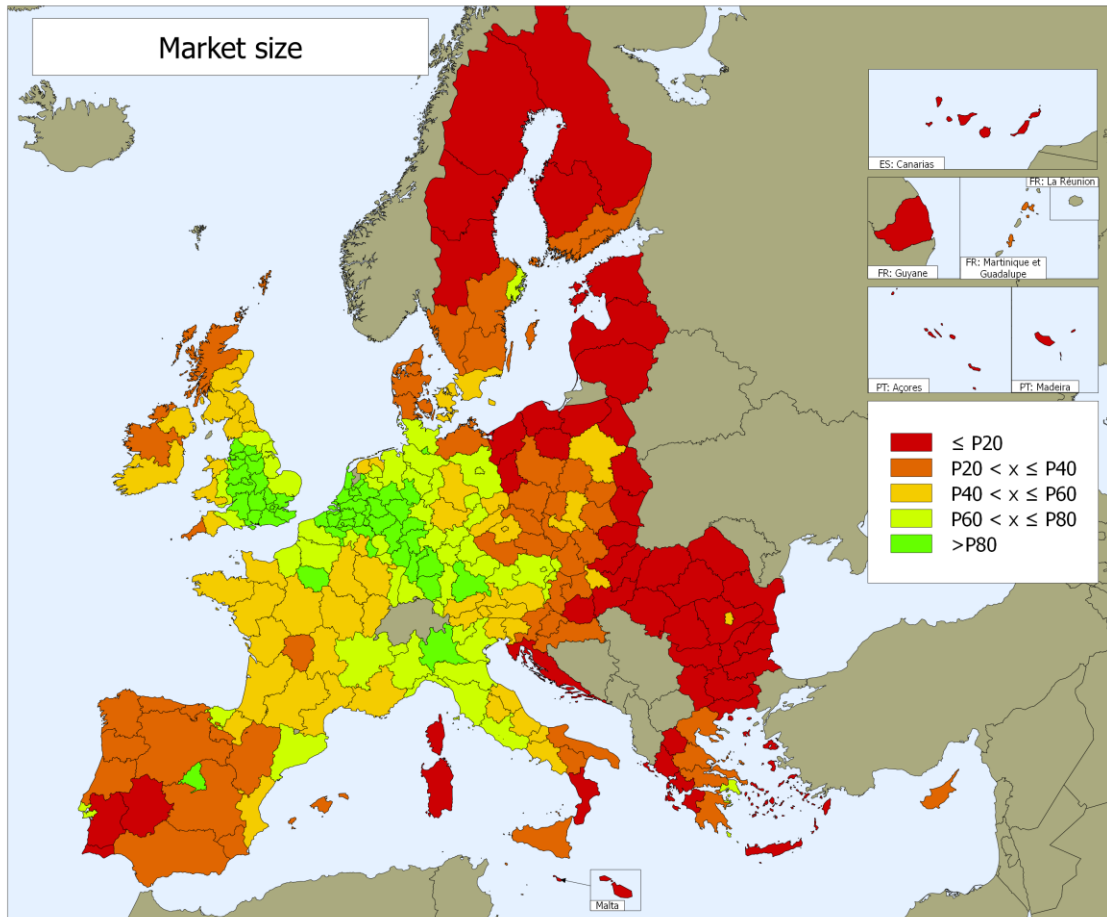 Market size
ES: Canarias
FR: La Réunion
FR: Guyane
FR: Martinique et
Guadalupe
PT: Açores
PT: Madeira
≤ P20
P20 < x ≤ P40
P40 < x ≤ P60
P60 < x ≤ P80
>P80
Malta